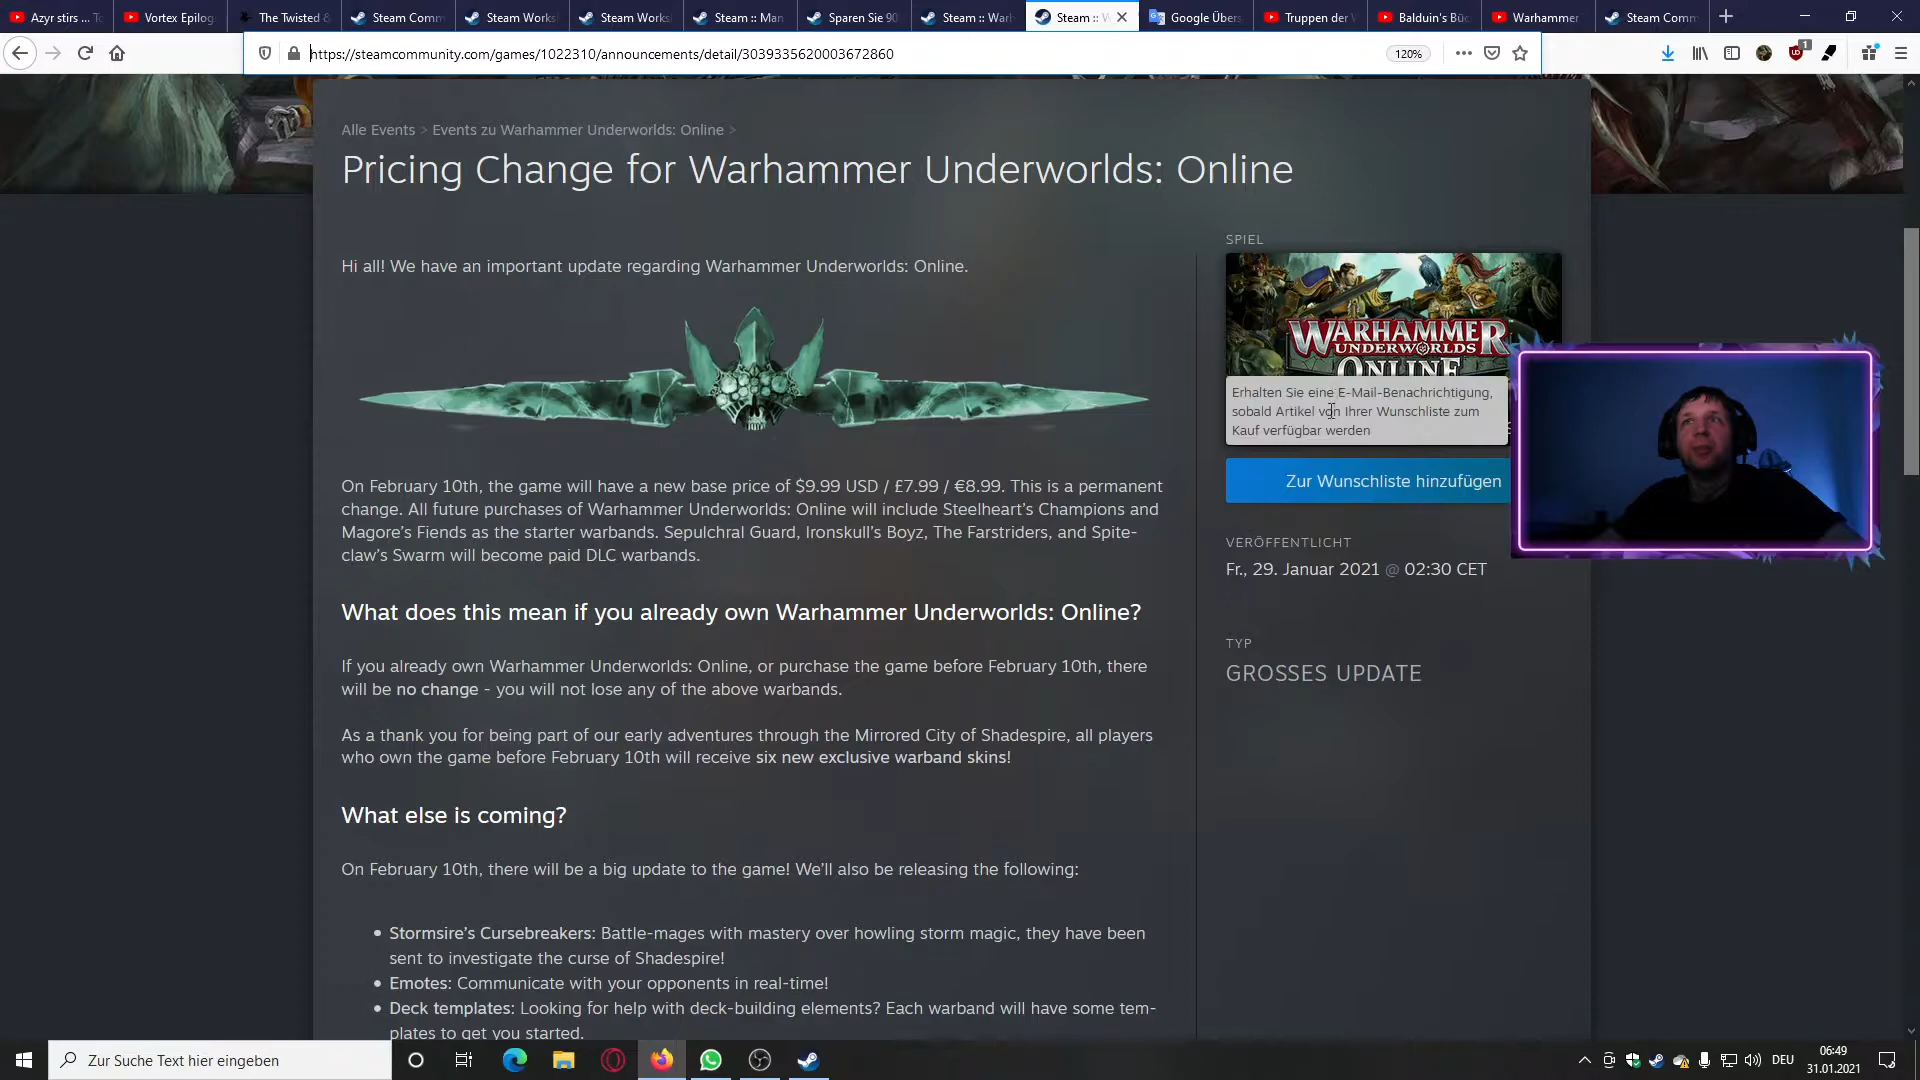 Azyr stirs ... To
Vortex Epilog
The Twisted &
Steam Comm
Steam Works
Steam Works
Steam :: Man
Sparen Sie 90
Steam :: Warh
Steam :: W
Google Übers
Truppen der W
Balduin's Büc
Warhammer
Steam Comm
https://steamcommunity.com/games/1022310/announcements/detail/3039335620003672860
120%
1
Alle Events > Events zu Warhammer Underworlds: Online >
Pricing Change for Warhammer Underworlds: Online
Hi all! We have an important update regarding Warhammer Underworlds: Online.
On February 10th, the game will have a new base price of $9.99 USD / £7.99 / €8.99. This is a permanent
change. All future purchases of Warhammer Underworlds: Online will include Steelheart's Champions and
Magore's Fiends as the starter warbands. Sepulchral Guard, Ironskull's Boyz, The Farstriders, and Spite-
claw's Swarm will become paid DLC warbands.
What does this mean if you already own Warhammer Underworlds: Online?
If you already own Warhammer Underworlds: Online, or purchase the game before February 10th, there
will be no change - you will not lose any of the above warbands.
As a thank you for being part of our early adventures through the Mirrored City of Shadespire, all players
who own the game before February 10th will receive six new exclusive warband skins!
What else is coming?
On February 10th, there will be a big update to the game! We'll also be releasing the following:
• Stormsire's Cursebreakers: Battle-mages with mastery over howling storm magic, they have been
sent to investigate the curse of Shadespire!
• Emotes: Communicate with your opponents in real-time!
• Deck templates: Looking for help with deck-building elements? Each warband will have some tem-
plates to get you started.
SPIEL
WARHAMMER
UNDERWORLDS
ONLINE
Erhalten Sie eine E-Mail-Benachrichtigung,
sobald Artikel von Ihrer Wunschliste zum
Kauf verfügbar werden
Zur Wunschliste hinzufügen
VERÖFFENTLICHT
Fr., 29. Januar 2021 @ 02:30 CET
TYP
GROSSES UPDATE
Zur Suche Text hier eingeben
DEU
06:49
31.01.2021